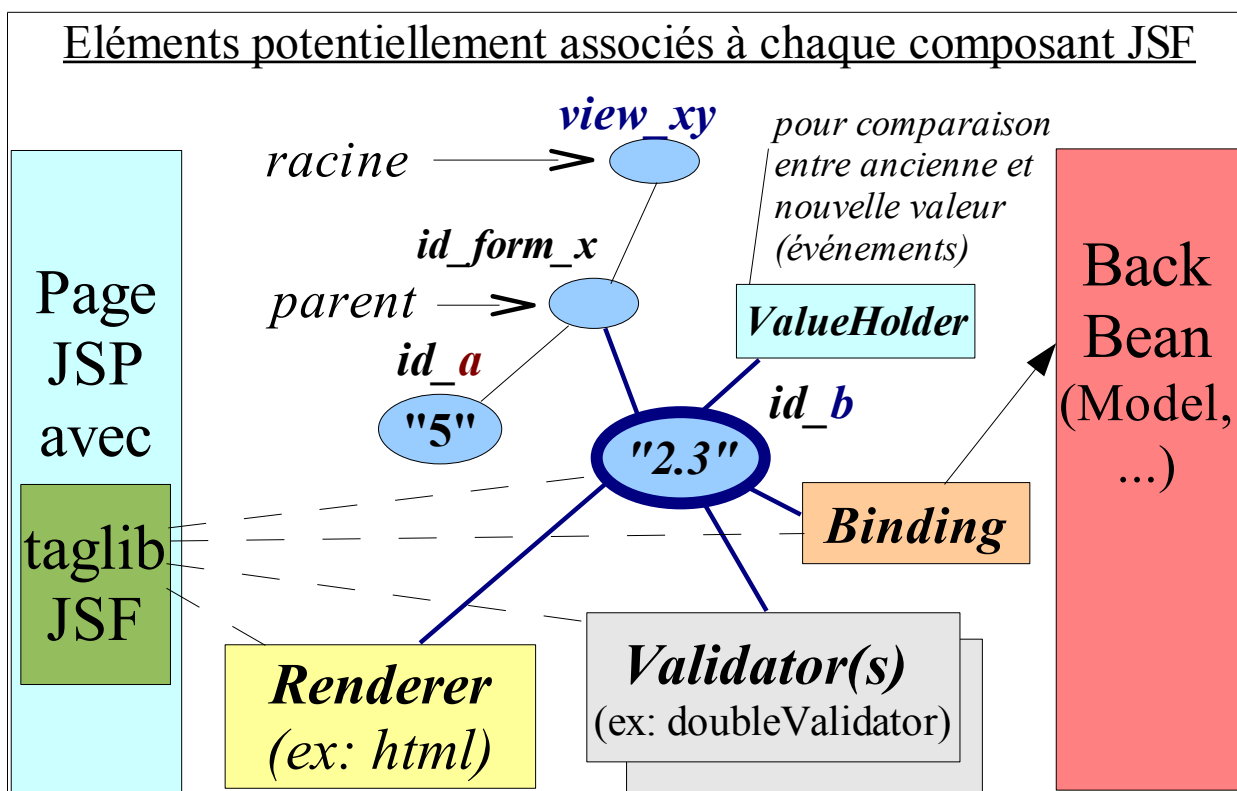 Eléments potentiellement associés à chaque composant JSF
view_xy
racine
pour comparaison
entre ancienne et
nouvelle valeur
(événements)
id_form_x
parent
ValueHolder
id_a
"5"
id_b
"2.3"
Page
JSP
avec
taglib
JSF
Back
Bean
(Model,
...)
Binding
Renderer
(ex: html)
Validator(s)
(ex: doubleValidator)